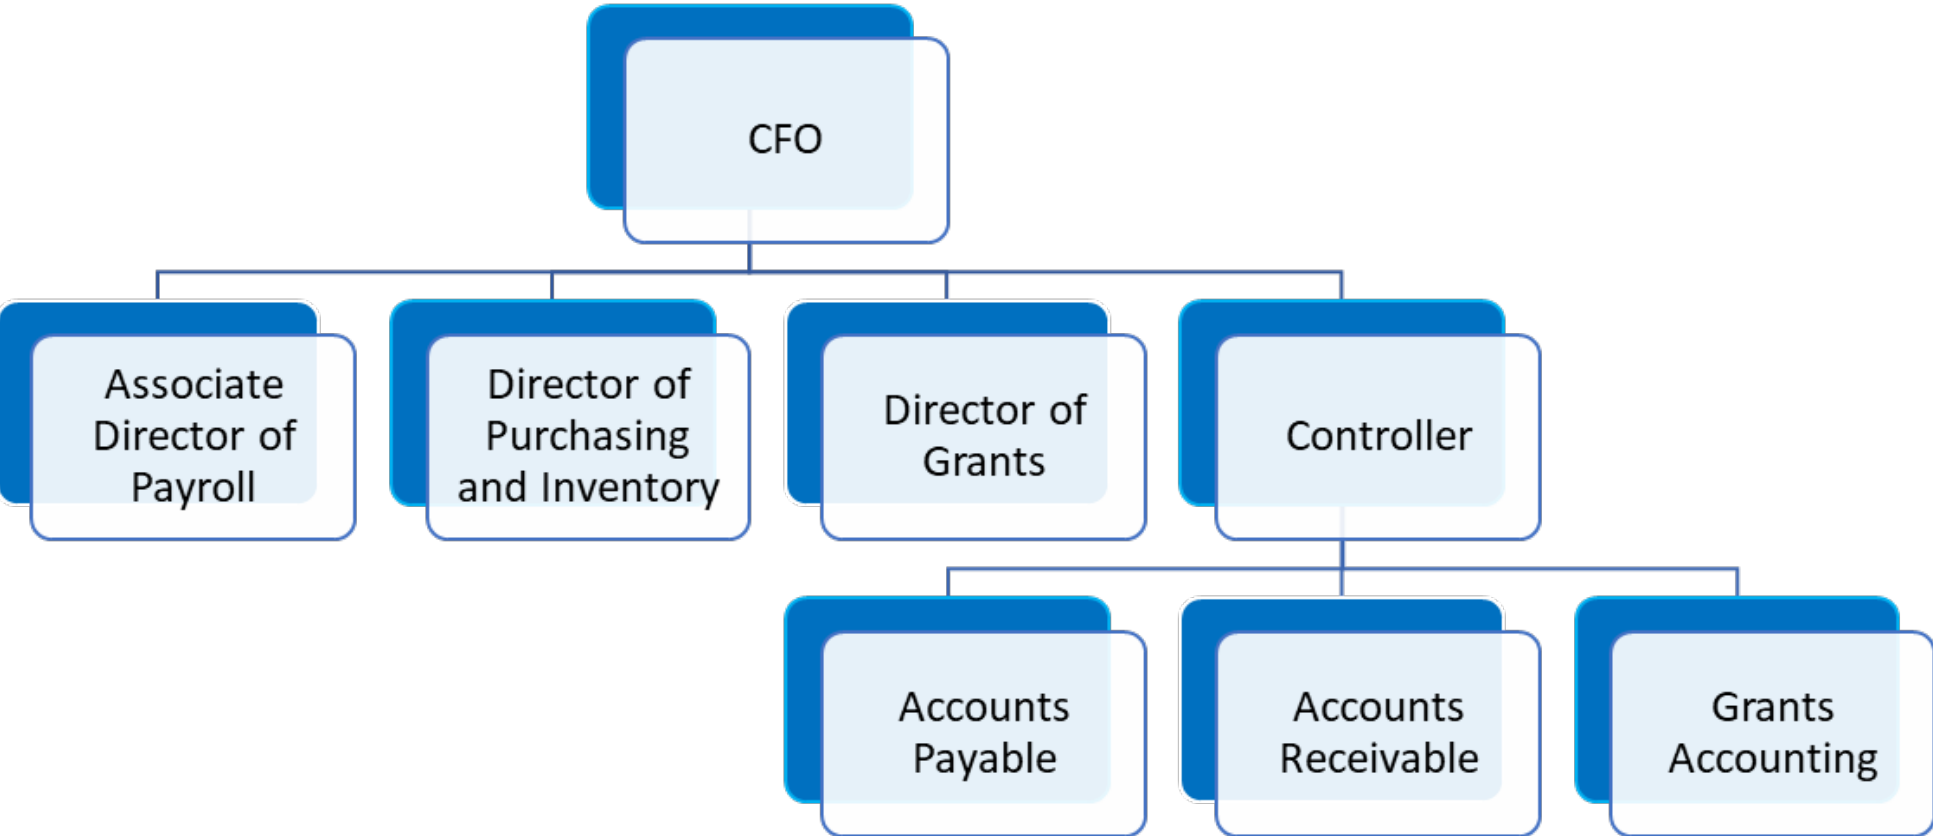 CFO
Associate
Director of
Payroll
Director of
Purchasing
and Inventory
Director of
Grants
Controller
Accounts
Payable
Accounts
Receivable
Grants
Accounting